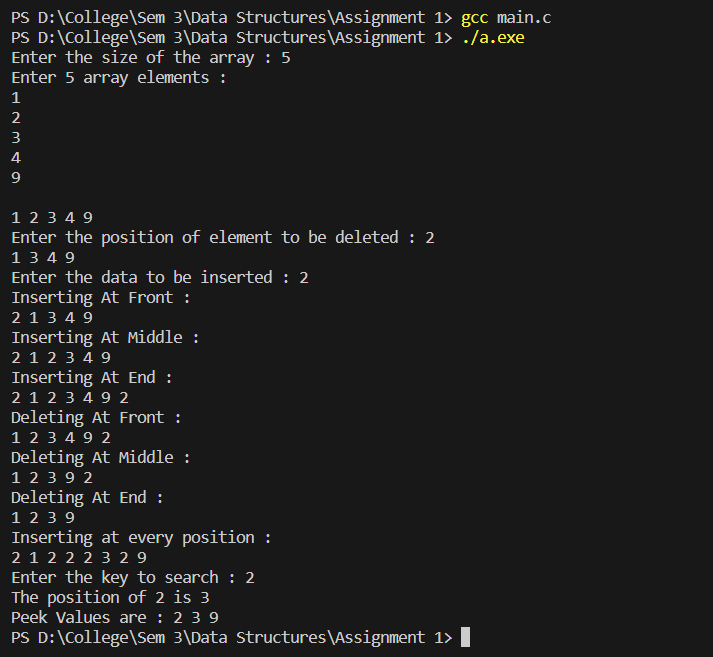 PS D:\College\Sem 3\Data Structures\Assignment 1> gcc main.c
PS D:\College\Sem 3\Data Structures\Assignment 1> ./a.exe
Enter the size of the array : 5
Enter 5 array elements :
1
2
3
4
9
1 2 3 4 9
Enter the position of element to be deleted : 2
1 3 4 9
Enter the data to be inserted : 2
Inserting At Front :
2 1 3 4 9
Inserting At Middle :
2 1 2 3 4 9
Inserting At End :
2 1 2 3 4 9 2
Deleting At Front :
1 2 3 4 9 2
Deleting At Middle :
1 2 3 9 2
Deleting At End :
1 2 3 9
Inserting at every position :
2 1 2 2 2 3 2 9
Enter the key to search : 2
The position of 2 is 3
Peek Values are : 2 3 9
PS D:\College\Sem 3\Data Structures\Assignment 1>